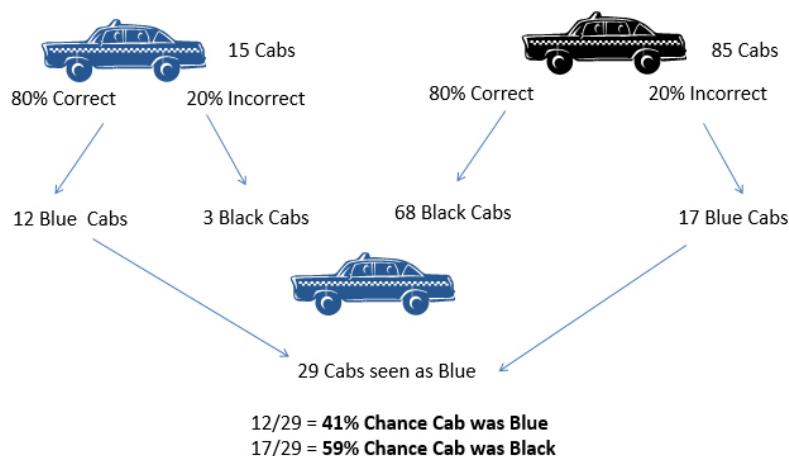 15 Cabs
85 Cabs
80% Correct
20% Incorrect
80% Correct
20% Incorrect
12 Blue Cabs
3 Black Cabs
68 Black Cabs
17 Blue Cabs
29 Cabs seen as Blue
12/29 = 41% Chance Cab was Blue
17/29 = 59% Chance Cab was Black